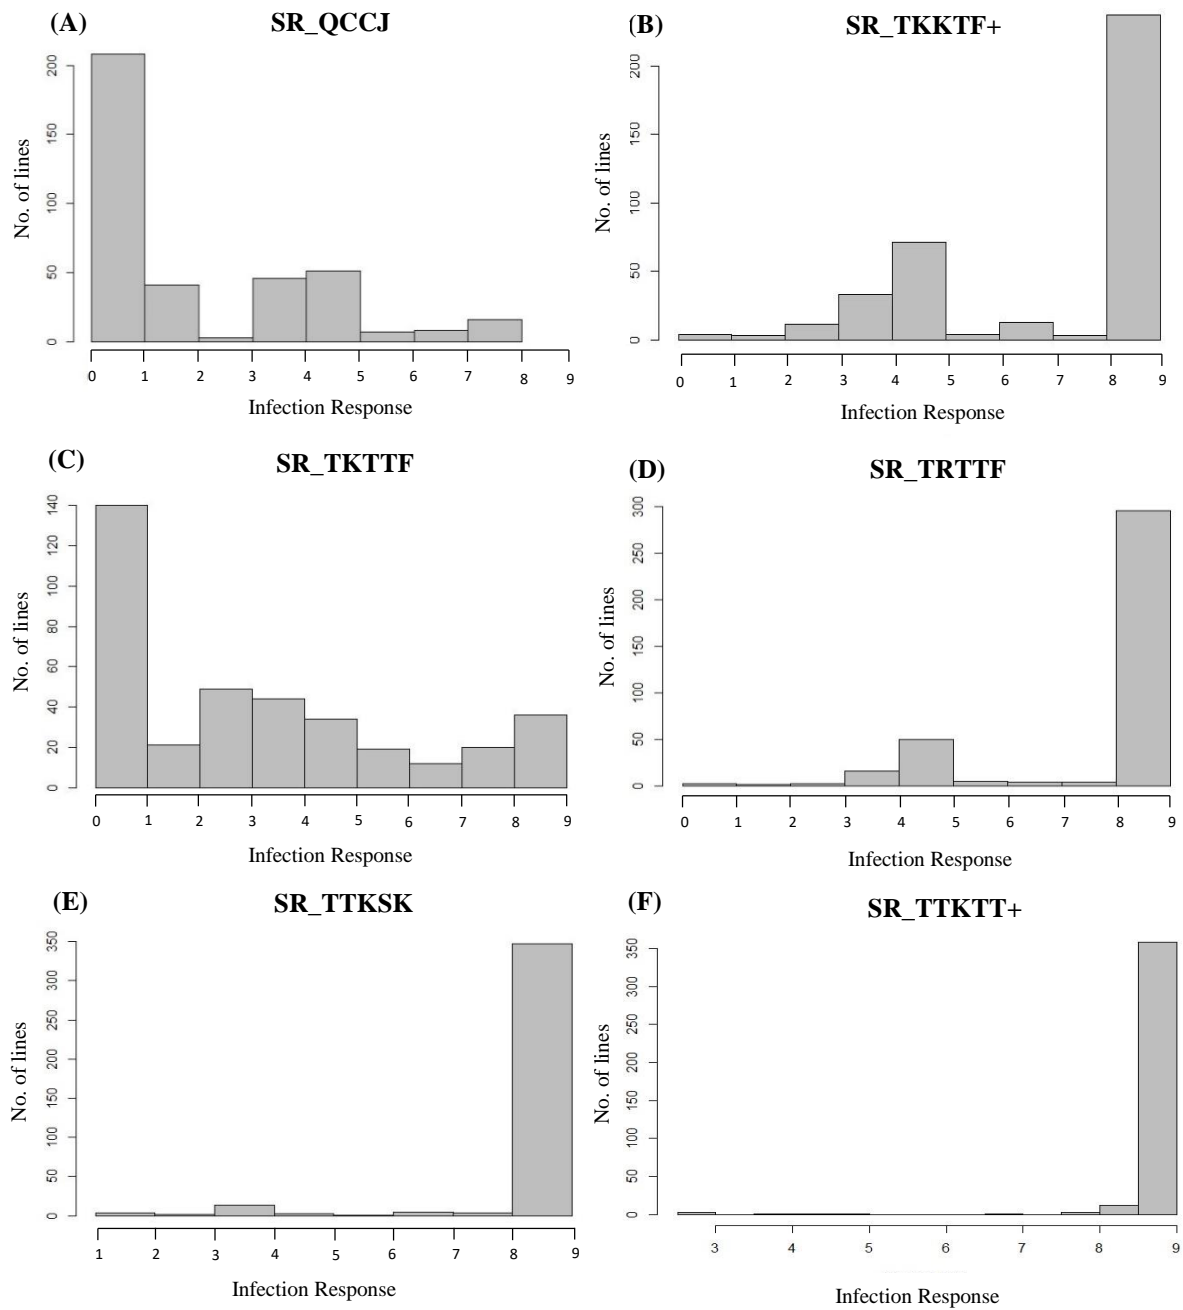 (A) SR_QCCJ
No. of lines
200
150
100
50
0
0 1 2 3 4 5 6 7 8 9
Infection Response
(B) SR_TKKTF+
No. of lines
200
150
100
50
0
0 1 2 3 4 5 6 7 8 9
Infection Response
(C) SR_TKTTF
No. of lines
140
120
100
80
60
40
20
0
0 1 2 3 4 5 6 7 8 9
Infection Response
(D) SR_TRTTF
No. of lines
300
250
200
150
100
50
0
0 1 2 3 4 5 6 7 8 9
Infection Response
(E) SR_TTKSK
No. of lines
350
300
250
200
150
100
50
0
1 2 3 4 5 6 7 8 9
Infection Response
(F) SR_TTKTT+
No. of lines
350
300
250
200
150
100
50
0
3 4 5 6 7 8 9
Infection Response